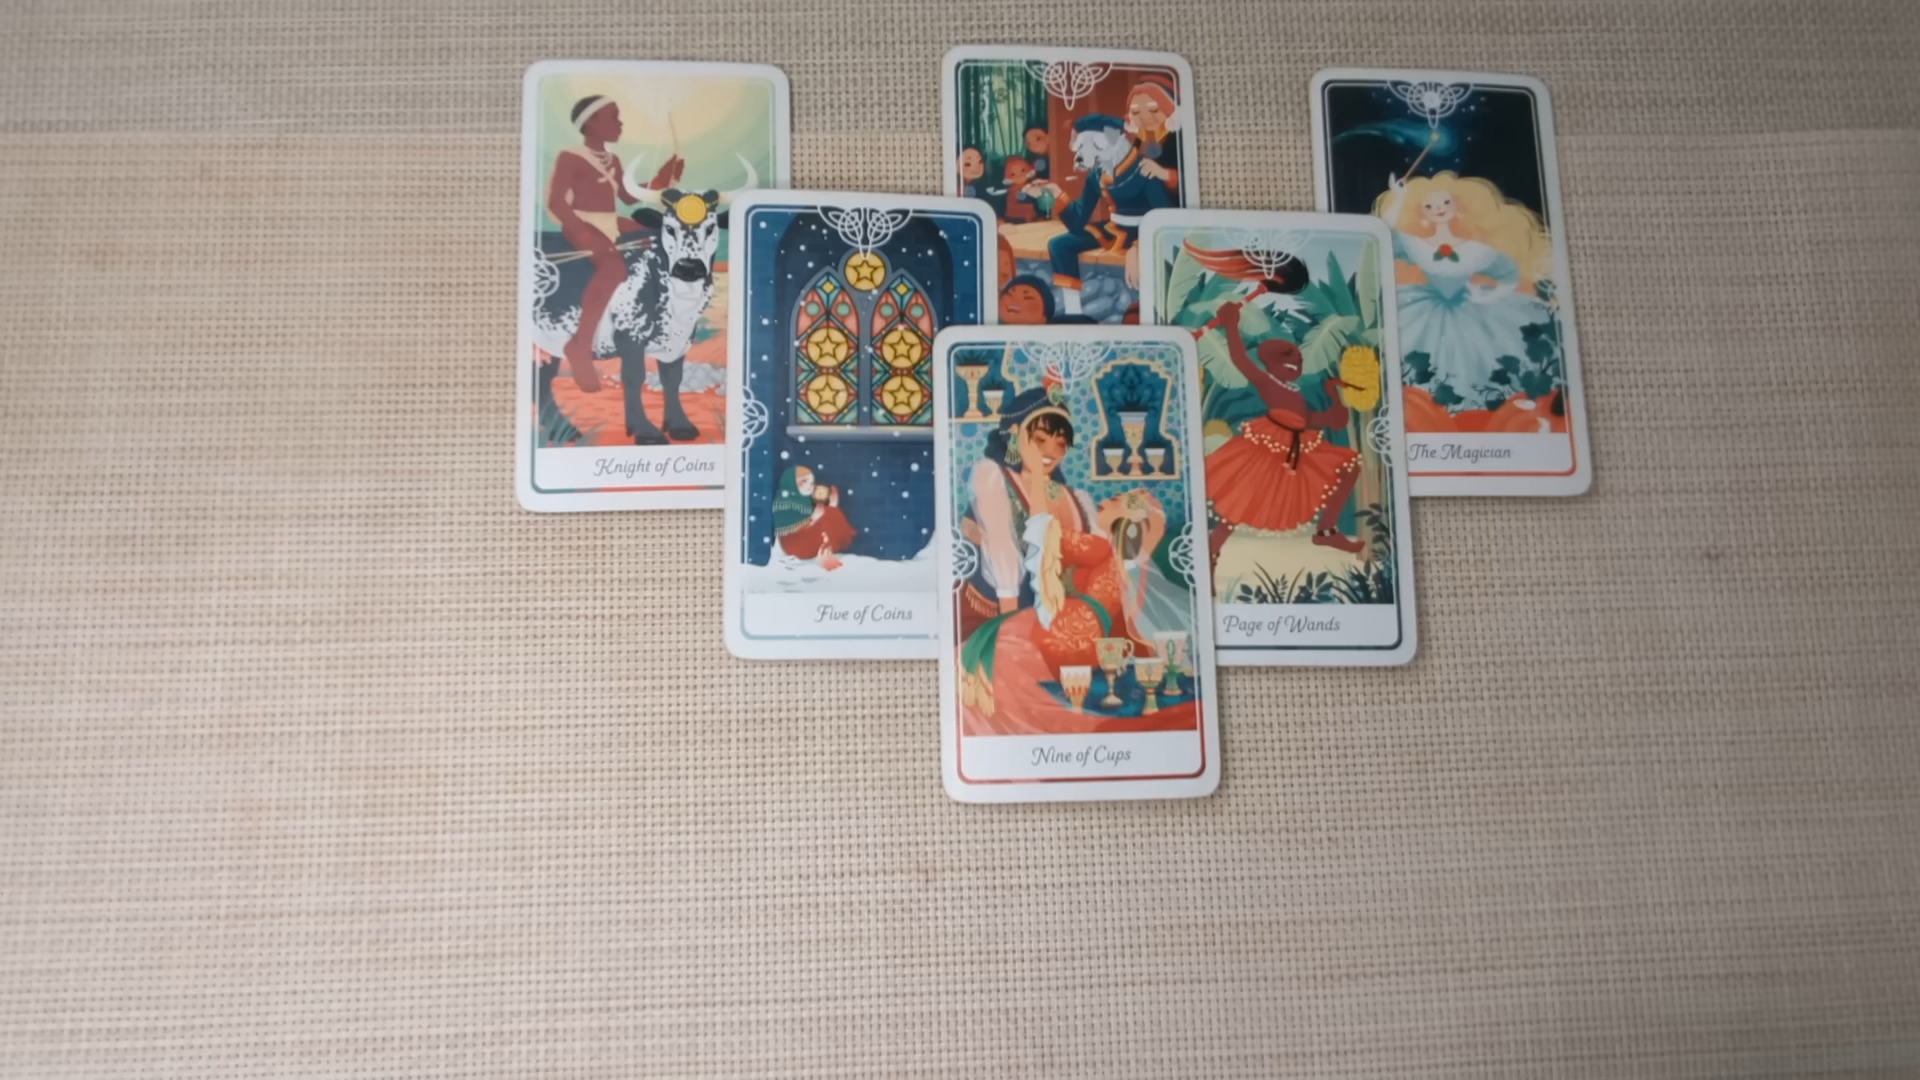 Knight of Coins
The Magician
Five of Coins
Page of Wands
Nine of Cups